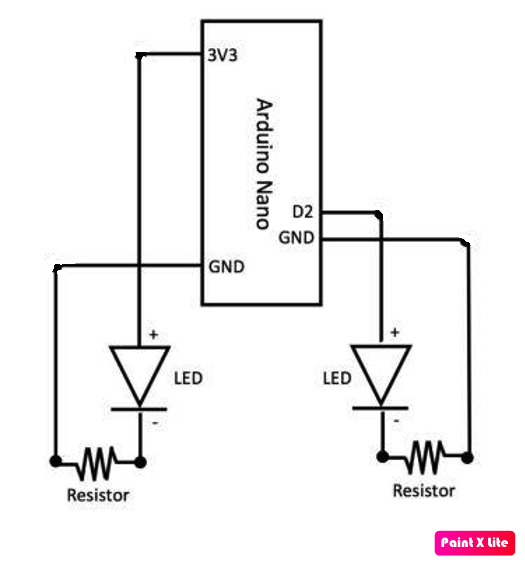 3V3
Arduino Nano
D2
GND
GND
+
+
LED
LED
-
-
Resistor
Resistor
Paint X Lite